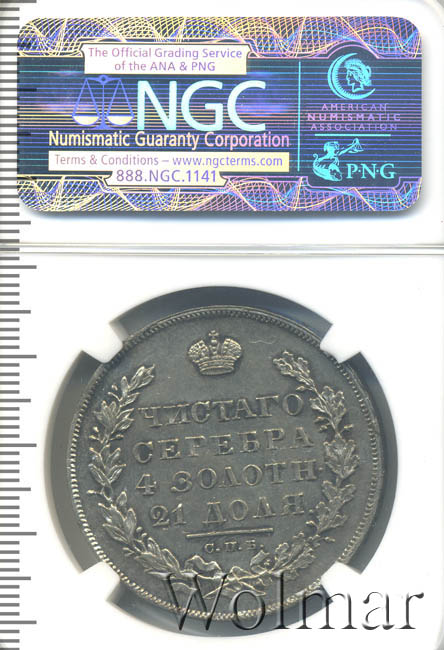 The Official Grading Service
of the ANA & PNG
NGC
Numismatic Guaranty Corporation
Terms & Conditions – www.ngcterms.com
888.NGC.1141
AMERICAN
NUMISMATIC
ASSOCIATION
P·N·G
ЧИСТАГО
СЕРЕБРА
4 ЗОЛОТН
21 ДОЛЯ
С.П.Б.
Wolmar